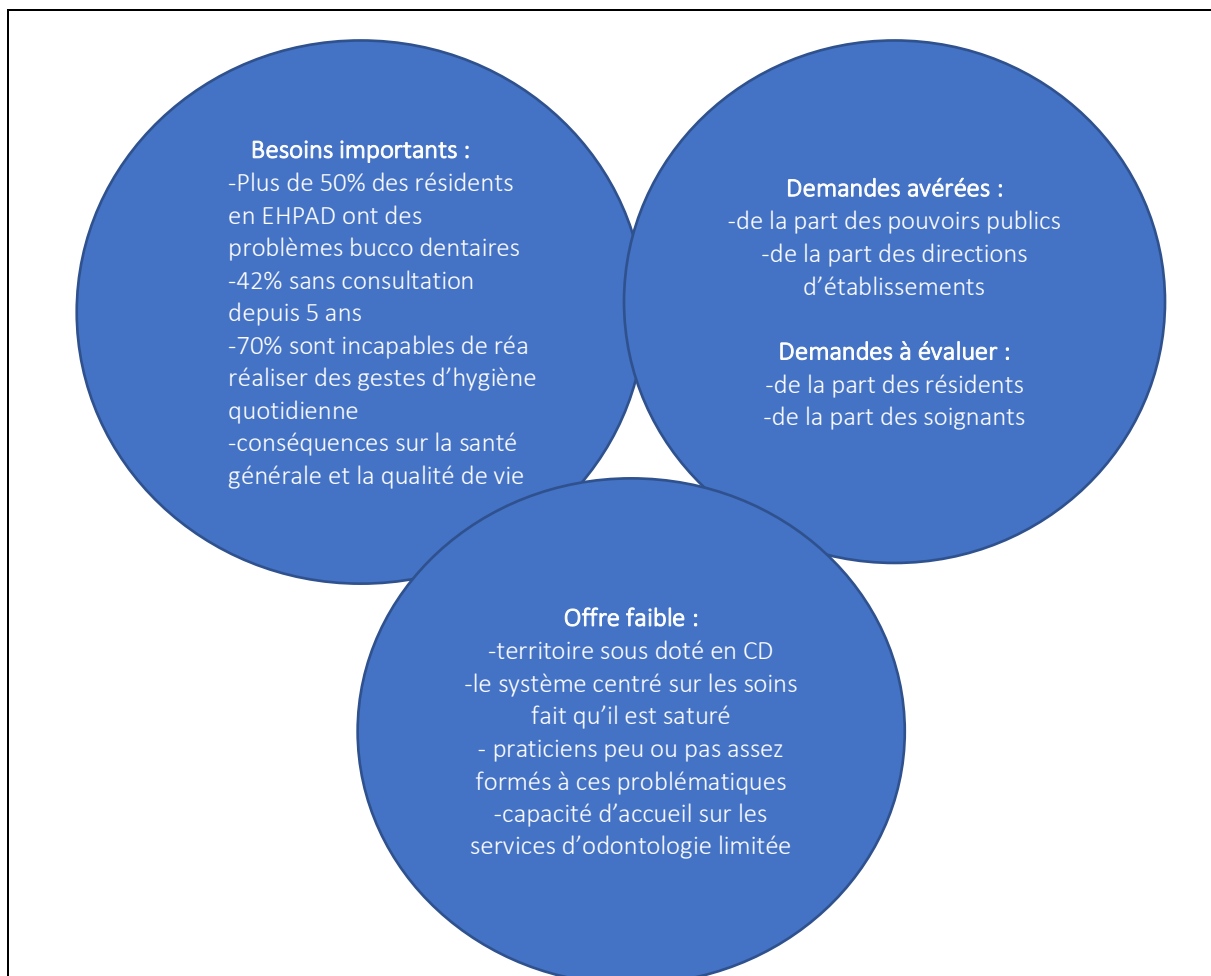 Besoins importants :
-Plus de 50% des résidents
en EHPAD ont des
problèmes bucco dentaires
-42% sans consultation
depuis 5 ans
-70% sont incapables de réa
réaliser des gestes d’hygiène
quotidienne
-conséquences sur la santé
générale et la qualité de vie
Demandes avérées :
-de la part des pouvoirs publics
-de la part des directions
d’établissements
Demandes à évaluer :
-de la part des résidents
-de la part des soignants
Offre faible :
-territoire sous doté en CD
-le système centré sur les soins
fait qu’il est saturé
- praticiens peu ou pas assez
formés à ces problématiques
-capacité d’accueil sur les
services d’odontologie limitée